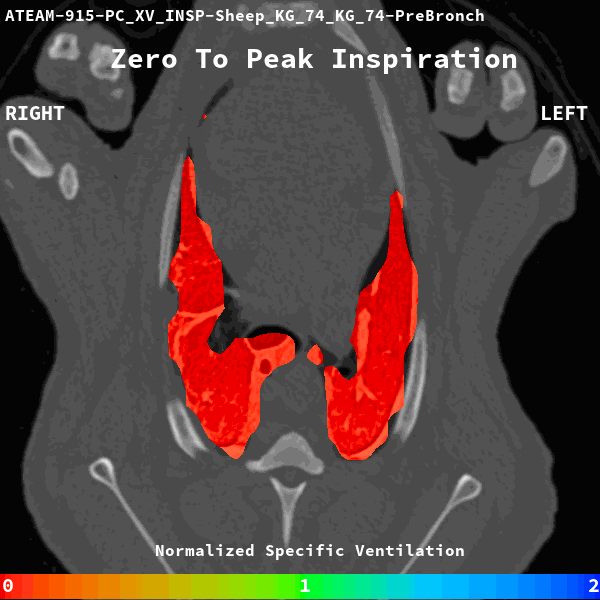 ATEAM-915-PC_XV_INSP-Sheep_KG_74_KG_74-PreBronch
Zero To Peak Inspiration
RIGHT LEFT
Normalized Specific Ventilation
0 1 2